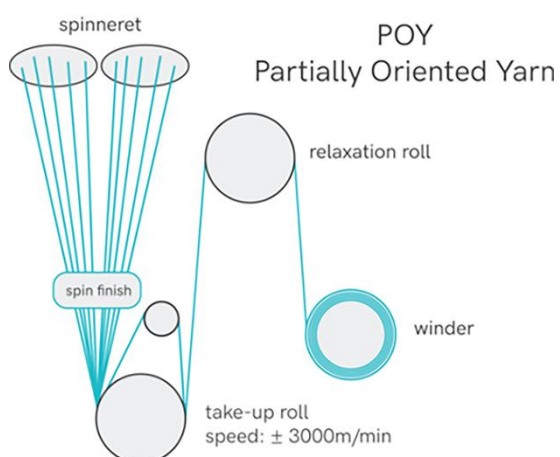 spinneret
POY
Partially Oriented Yarn
relaxation roll
spin finish
winder
take-up roll
speed: ± 3000m/min